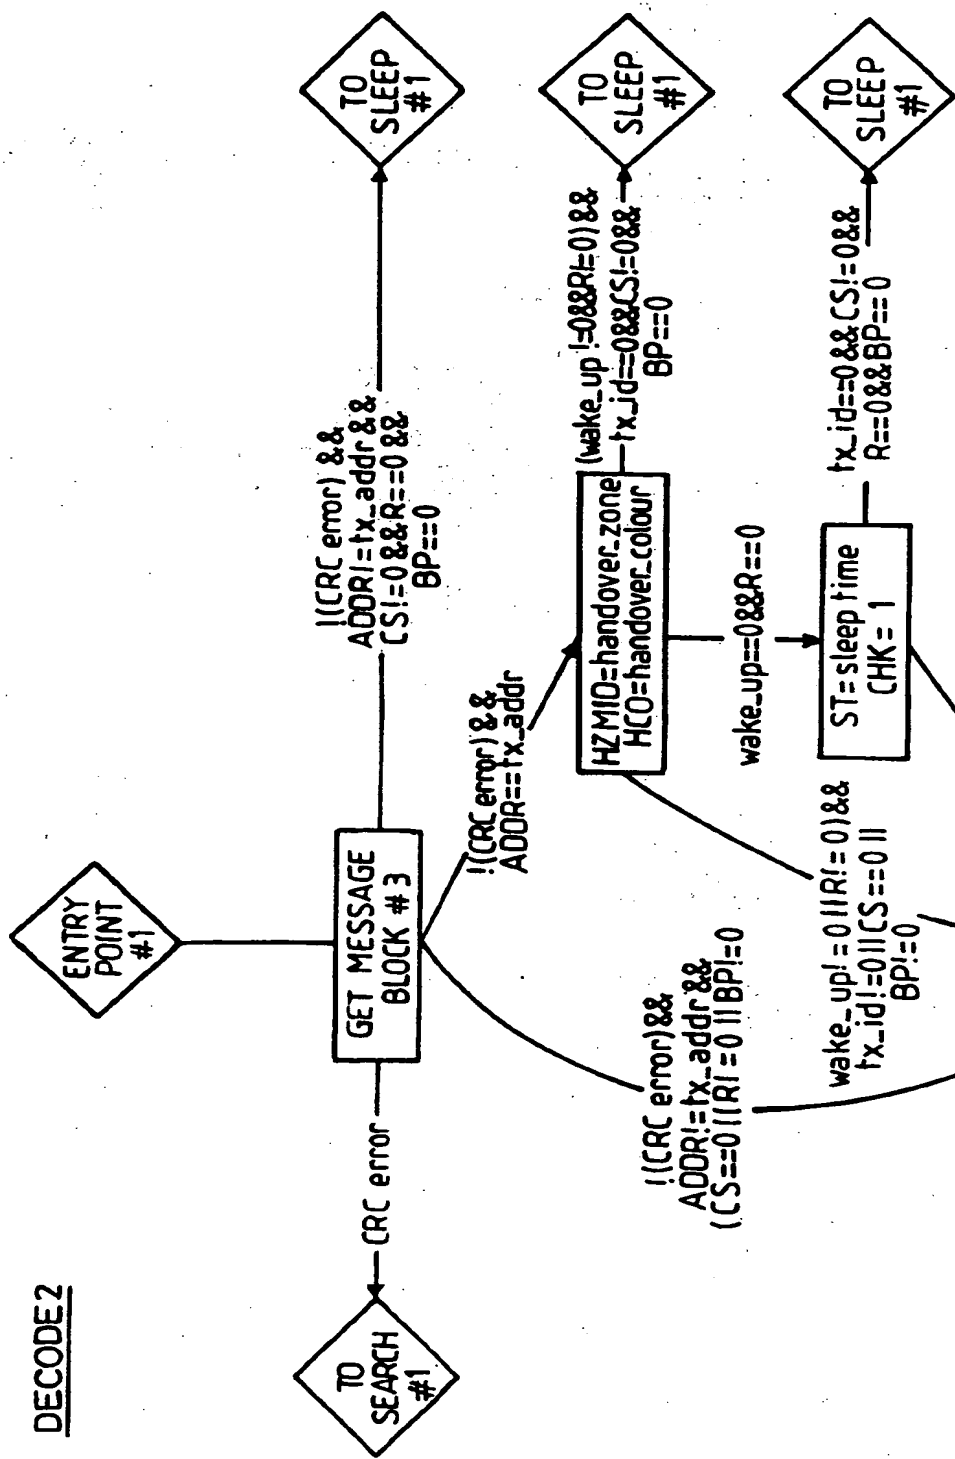 DECODE2
ENTRY
POINT
#1
GET MESSAGE
BLOCK #3
CRC error
TO
SEARCH
#1
!(CRC error) &&
ADDR!=tx_addr &&
CS!=0&&R==0&&
BP==0
TO
SLEEP
#1
!(CRC error)&&
ADDR==tx_addr
!(CRC error)&&
ADDR!=tx_addr&&
(CS==0||R!=0||BP!=0
HZMID=handover_zone
HCO=handover_colour
(wake_up!=0&&R!=0)&&
tx_id==0&&CS!=0&&
BP==0
TO
SLEEP
#1
wake_up==0&&R==0
wake_up!=0||R!=0)&&
tx_id!=0||CS==0||
BP!=0
ST=sleep time
CHK=1
tx_id==0&&CS!=0&&
R==0&&BP==0
TO
SLEEP
#1